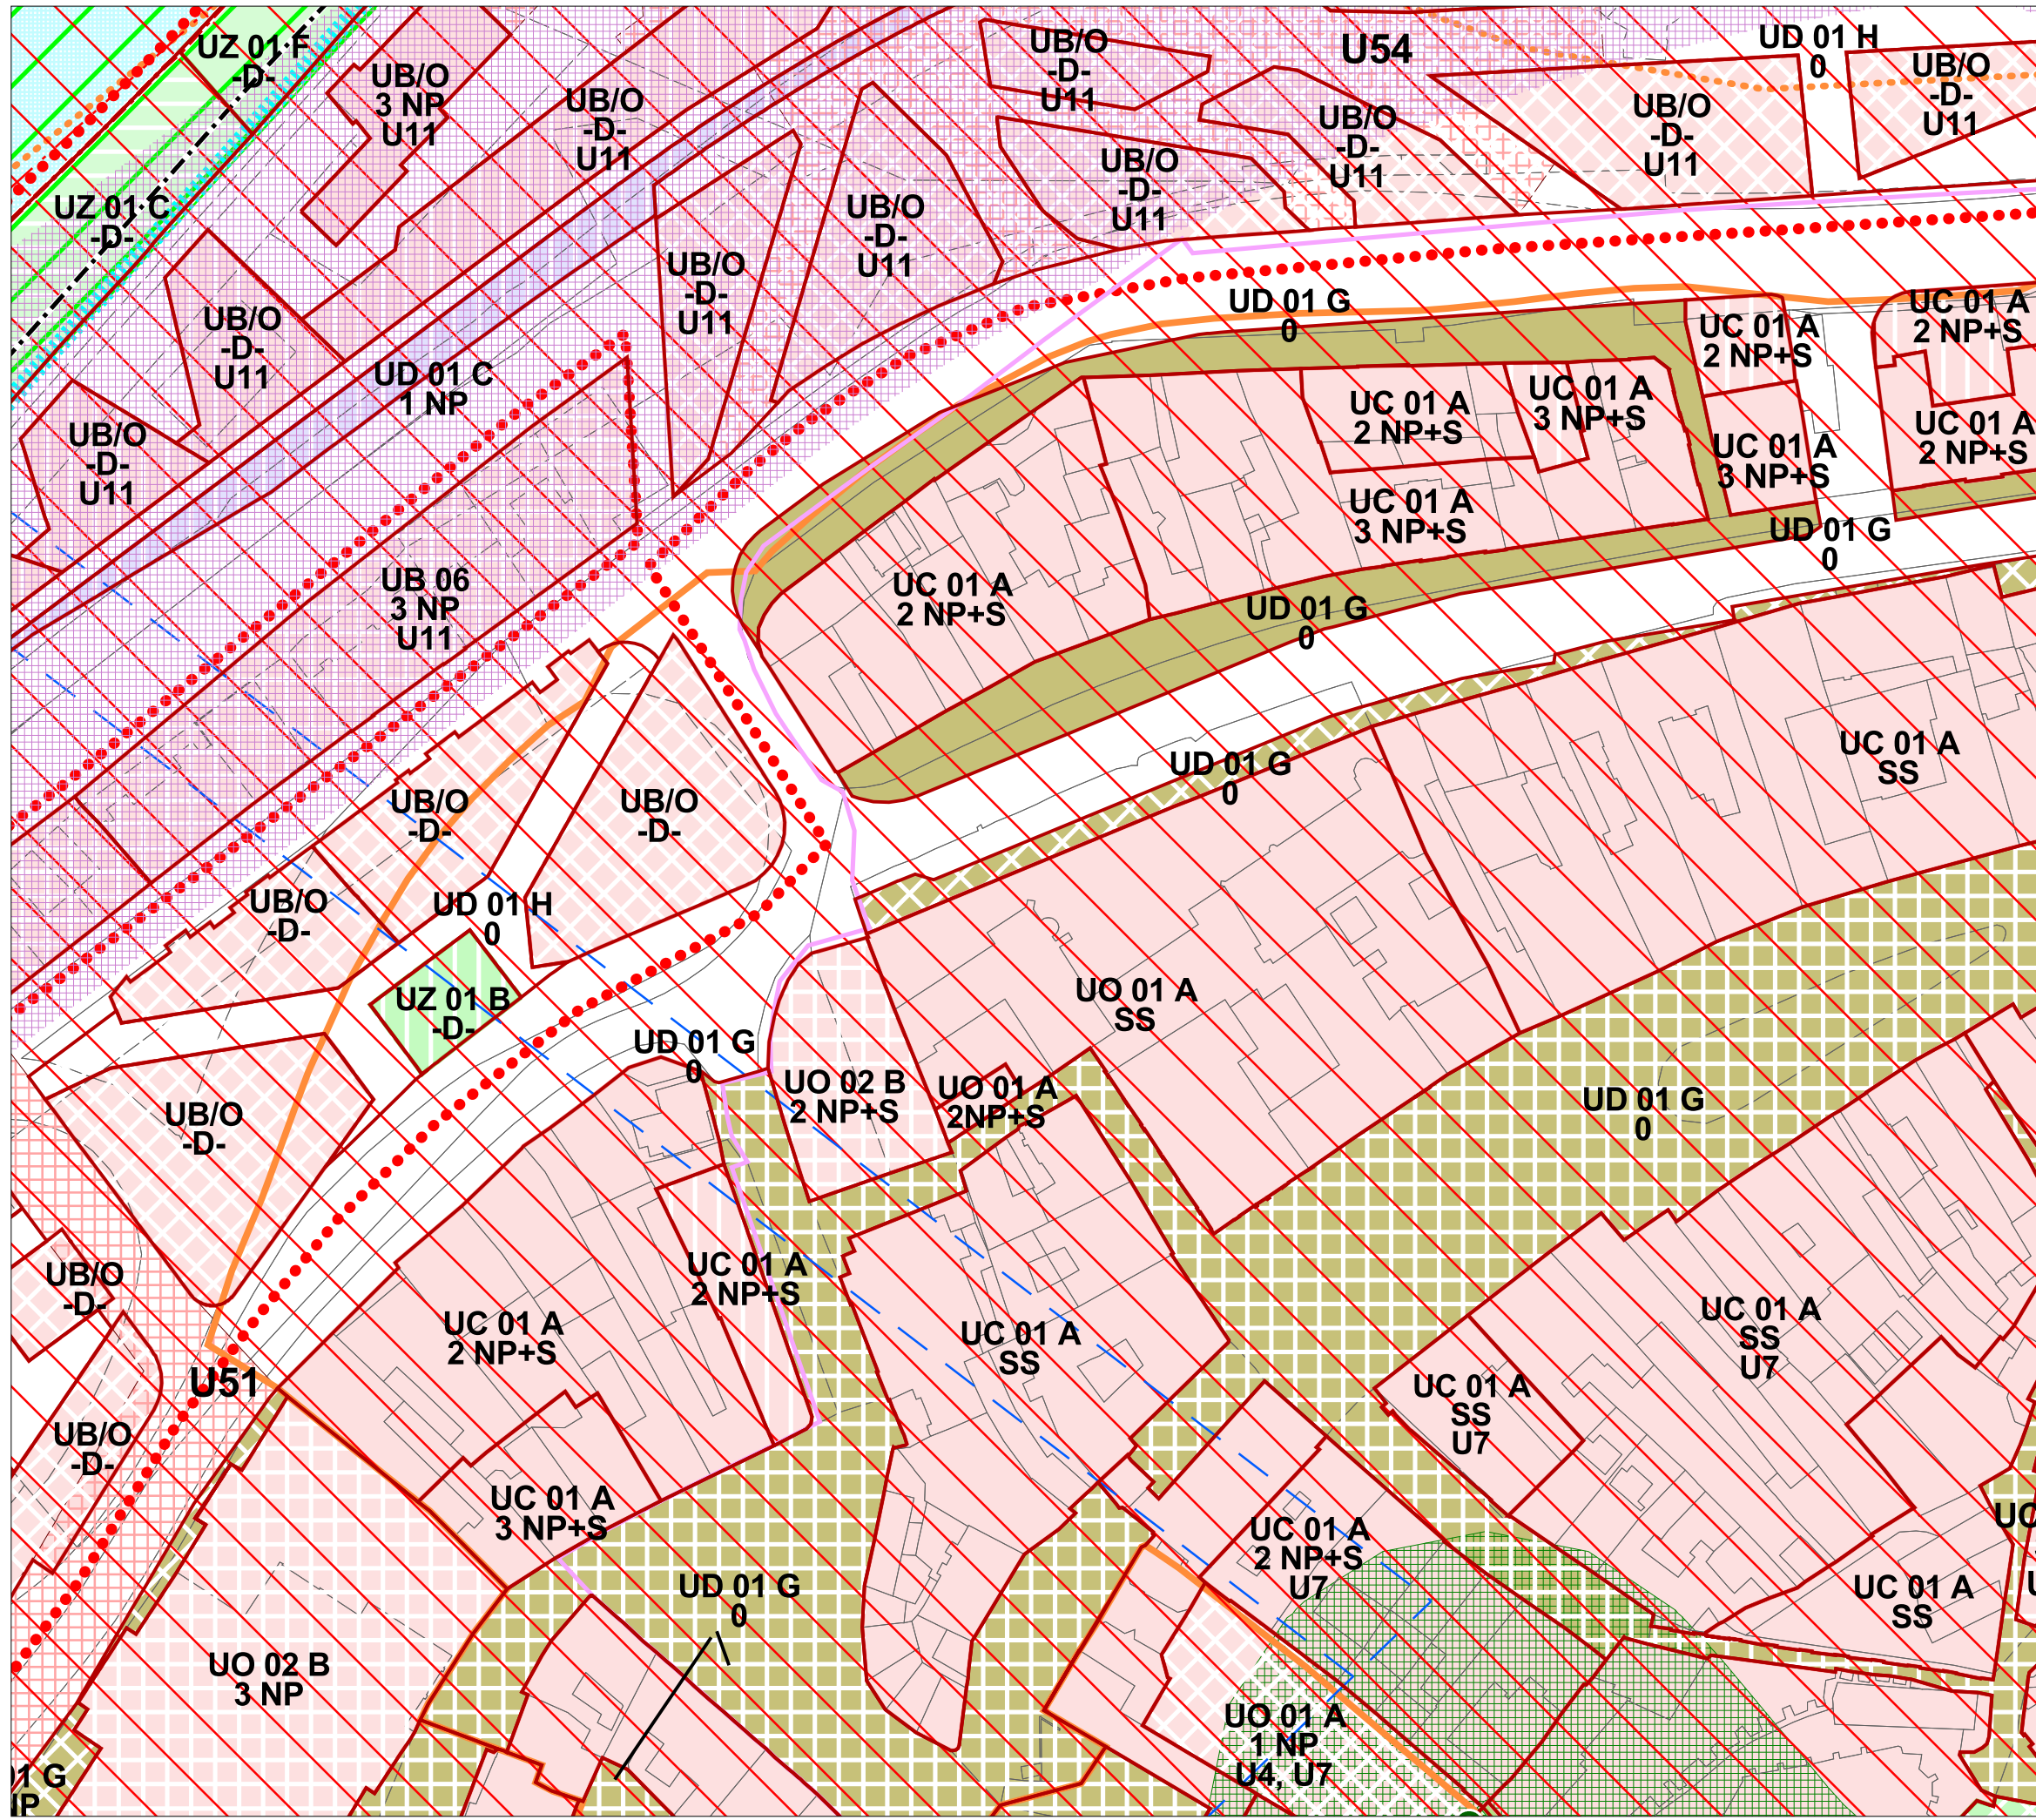 UZ 01 F
-D-
UB/O
3 NP
U11
UB/O
-D-
U11
UB/O
-D-
U11
U54
UD 01 H
0
UB/O
-D-
U11
UB/O
-D-
U11
UB/O
-D-
U11
UB/O
-D-
U11
UZ 01 C
-D-
UB/O
-D-
U11
UB/O
-D-
U11
UB/O
-D-
U11
UD 01 G
0
UC 01 A
2 NP+S
UC 01 A
2 NP+S
UD 01 C
1 NP
UC 01 A
2 NP+S
UC 01 A
3 NP+S
UB/O
-D-
U11
UC 01 A
3 NP+S
UC 01 A
2 NP+S
UC 01 A
3 NP+S
UD 01 G
0
UB 06
3 NP
U11
UC 01 A
2 NP+S
UD 01 G
0
UD 01 G
0
UC 01 A
SS
UB/O
-D-
UB/O
-D-
UB/O
-D-
UD 01 H
0
UZ 01 B
-D-
UO 01 A
SS
UD 01 G
0
UO 02 B
2 NP+S
UO 01 A
2NP+S
UD 01 G
0
UB/O
-D-
UB/O
-D-
UC 01 A
2 NP+S
UC 01 A
2 NP+S
UC 01 A
SS
UC 01 A
SS
U7
U51
UC 01 A
SS
U7
UB/O
-D-
UC 01 A
3 NP+S
UC 01 A
2 NP+S
U7
UC
UD 01 G
0
UC 01 A
SS
UO 02 B
3 NP
UO 01 A
1 NP
U4, U7
1 G
IP